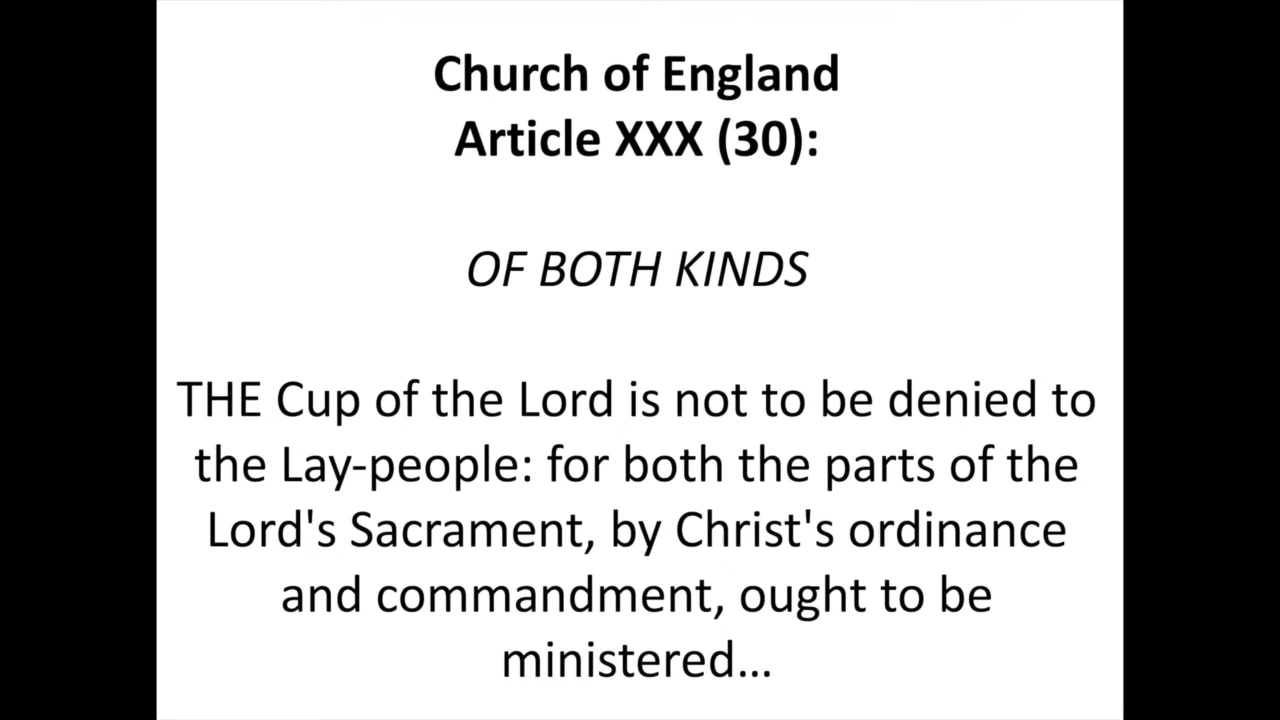 Church of England
Article XXX (30):
OF BOTH KINDS
THE Cup of the Lord is not to be denied to
the Lay-people: for both the parts of the
Lord's Sacrament, by Christ's ordinance
and commandment, ought to be
ministered...